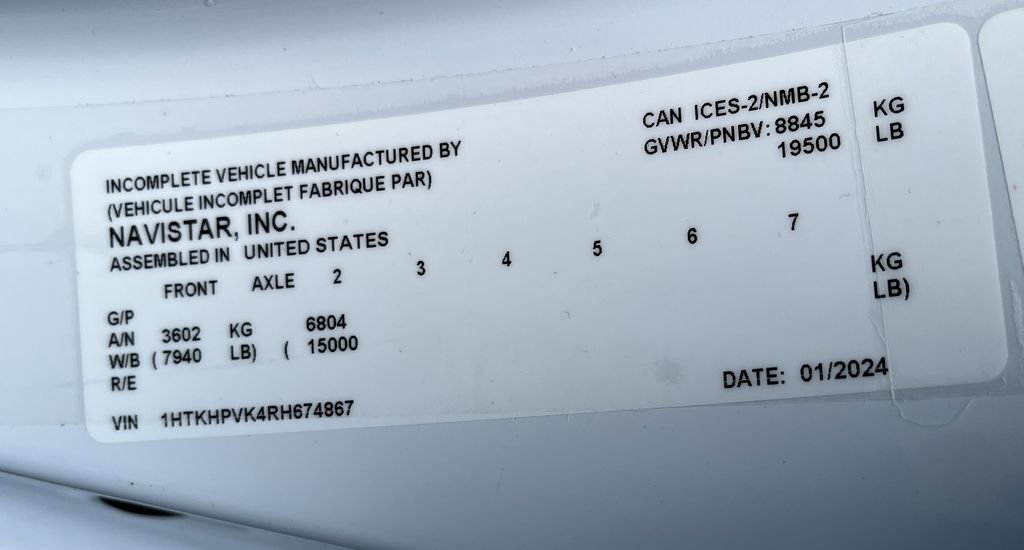 CAN ICES-2/NMB-2
GVWR/PNBV: 8845 KG
19500 LB
INCOMPLETE VEHICLE MANUFACTURED BY
(VEHICULE INCOMPLET FABRIQUE PAR)
NAVISTAR, INC.
ASSEMBLED IN UNITED STATES
FRONT AXLE 2 3 4 5 6 7
G/P
A/N 3602 KG 6804 KG
W/B ( 7940 LB) ( 15000 LB)
R/E
DATE: 01/2024
VIN 1HTKHPVK4RH674867